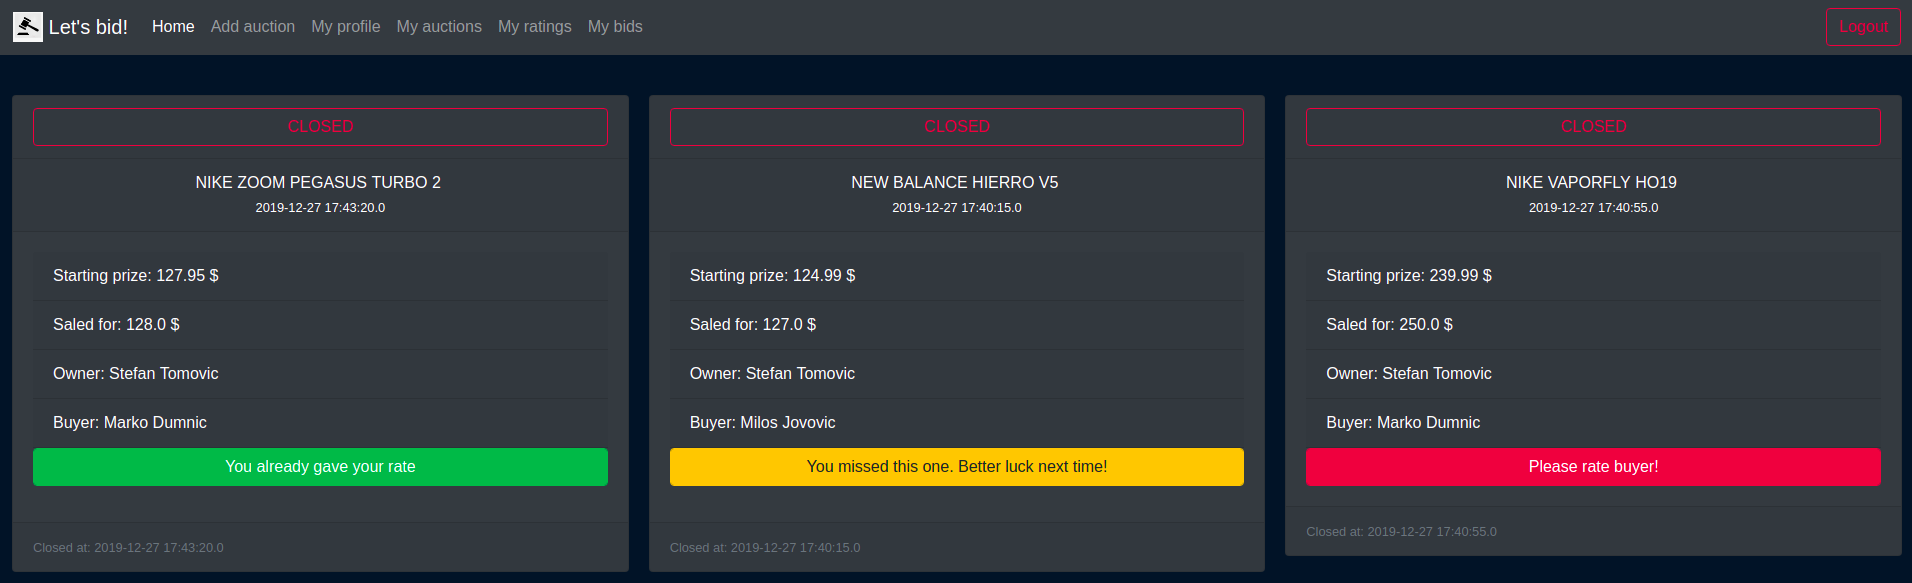 Let's bid! Home Add auction My profile My auctions My ratings My bids Logout
CLOSED
NIKE ZOOM PEGASUS TURBO 2
2019-12-27 17:43:20.0
Starting prize: 127.95 $
Saled for: 128.0 $
Owner: Stefan Tomovic
Buyer: Marko Dumnic
You already gave your rate
Closed at: 2019-12-27 17:43:20.0
CLOSED
NEW BALANCE HIERRO V5
2019-12-27 17:40:15.0
Starting prize: 124.99 $
Saled for: 127.0 $
Owner: Stefan Tomovic
Buyer: Milos Jovovic
You missed this one. Better luck next time!
Closed at: 2019-12-27 17:40:15.0
CLOSED
NIKE VAPORFLY HO19
2019-12-27 17:40:55.0
Starting prize: 239.99 $
Saled for: 250.0 $
Owner: Stefan Tomovic
Buyer: Marko Dumnic
Please rate buyer!
Closed at: 2019-12-27 17:40:55.0